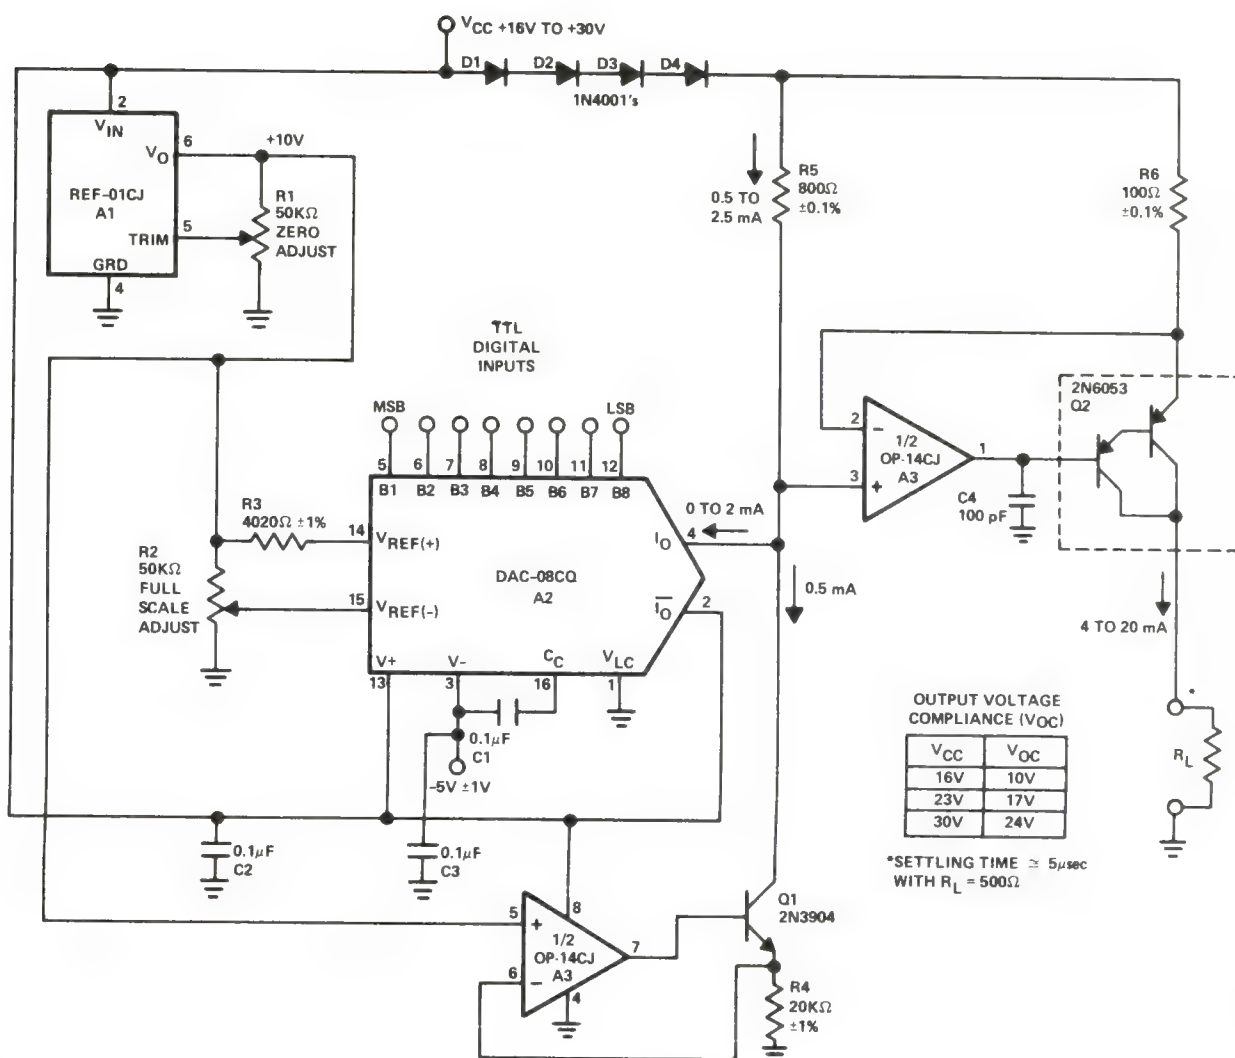 VCC +16V TO +30V
D1
D2
D3
D4
1N4001's
2
VIN
6
+10V
VO
REF-01CJ
A1
R1
50KΩ
ZERO
ADJUST
5
TRIM
GRD
4
0.5 TO
2.5 mA
R5
800Ω
±0.1%
R6
100Ω
±0.1%
TTL
DIGITAL
INPUTS
MSB
LSB
5
6
7
8
9
10
11
12
B1
B2
B3
B4
B5
B6
B7
B8
R3
4020Ω ±1%
14
VREF(+)
R2
50KΩ
FULL
SCALE
ADJUST
15
VREF(-)
DAC-08CQ
A2
IO
4
0 TO 2 mA
IO
2
V+
13
V-
3
CC
16
VLC
1
0.1μF
C1
-5V ±1V
0.1μF
C2
0.1μF
C3
0.5 mA
2
-
1/2
OP-14CJ
A3
3
+
1
C4
100 pF
2N6053
Q2
4 TO 20 mA
*
RL
OUTPUT VOLTAGE
COMPLIANCE (VOC)
VCC VOC
16V 10V
23V 17V
30V 24V
*SETTLING TIME ≃ 5μsec
WITH RL = 500Ω
5
+
8
1/2
OP-14CJ
A3
6
-
7
4
Q1
2N3904
R4
20KΩ
±1%